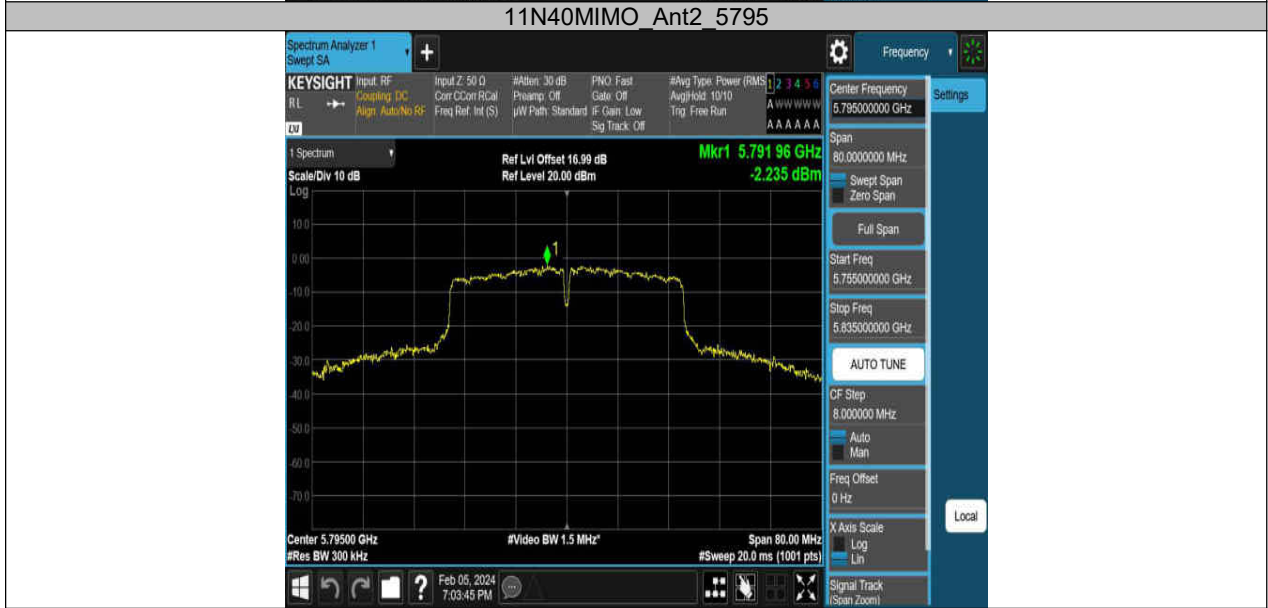 11N40MIMO_Ant2_5795
Spectrum Analyzer 1
Swept SA
+
Frequency
KEYSIGHT
RL
LXI
Input: RF
Coupling: DC
Align: Auto/No RF
Input Z: 50 Ω
Corr CCorr RCal
Freq Ref: Int (S)
#Atten: 30 dB
Preamp: Off
µW Path: Standard
PNO: Fast
Gate: Off
IF Gain: Low
Sig Track: Off
#Avg Type: Power (RMS
Avg|Hold: 10/10
Trig: Free Run
1 2 3 4 5 6
A W W W W W
A A A A A A
1 Spectrum
Scale/Div 10 dB
Log
Ref Lvl Offset 16.99 dB
Ref Level 20.00 dBm
Mkr1 5.791 96 GHz
-2.235 dBm
10.0
0.00
-10.0
-20.0
-30.0
-40.0
-50.0
-60.0
-70.0
1
Center 5.79500 GHz
#Res BW 300 kHz
#Video BW 1.5 MHz*
Span 80.00 MHz
#Sweep 20.0 ms (1001 pts)
?
Feb 05, 2024
7:03:45 PM
Center Frequency
5.795000000 GHz
Span
80.0000000 MHz
Swept Span
Zero Span
Full Span
Start Freq
5.755000000 GHz
Stop Freq
5.835000000 GHz
AUTO TUNE
CF Step
8.000000 MHz
Auto
Man
Freq Offset
0 Hz
X Axis Scale
Log
Lin
Signal Track
(Span Zoom)
Settings
Local